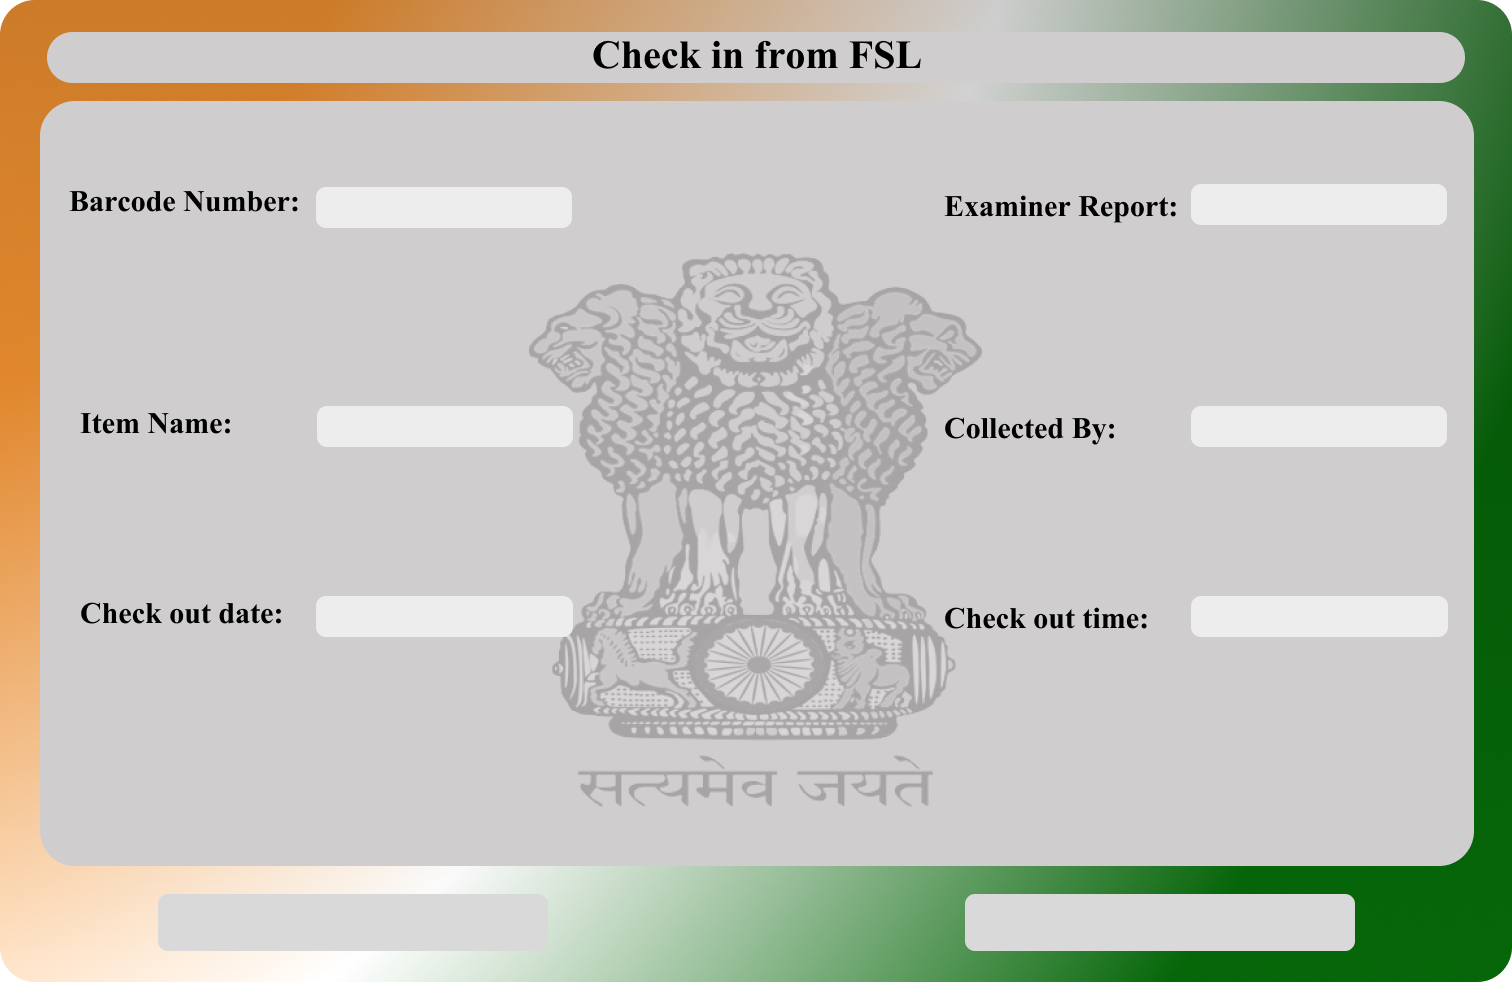 Check in from FSL
Barcode Number:
Examiner Report:
Item Name:
Collected By:
Check out date:
Check out time:
सत्यमेव जयते